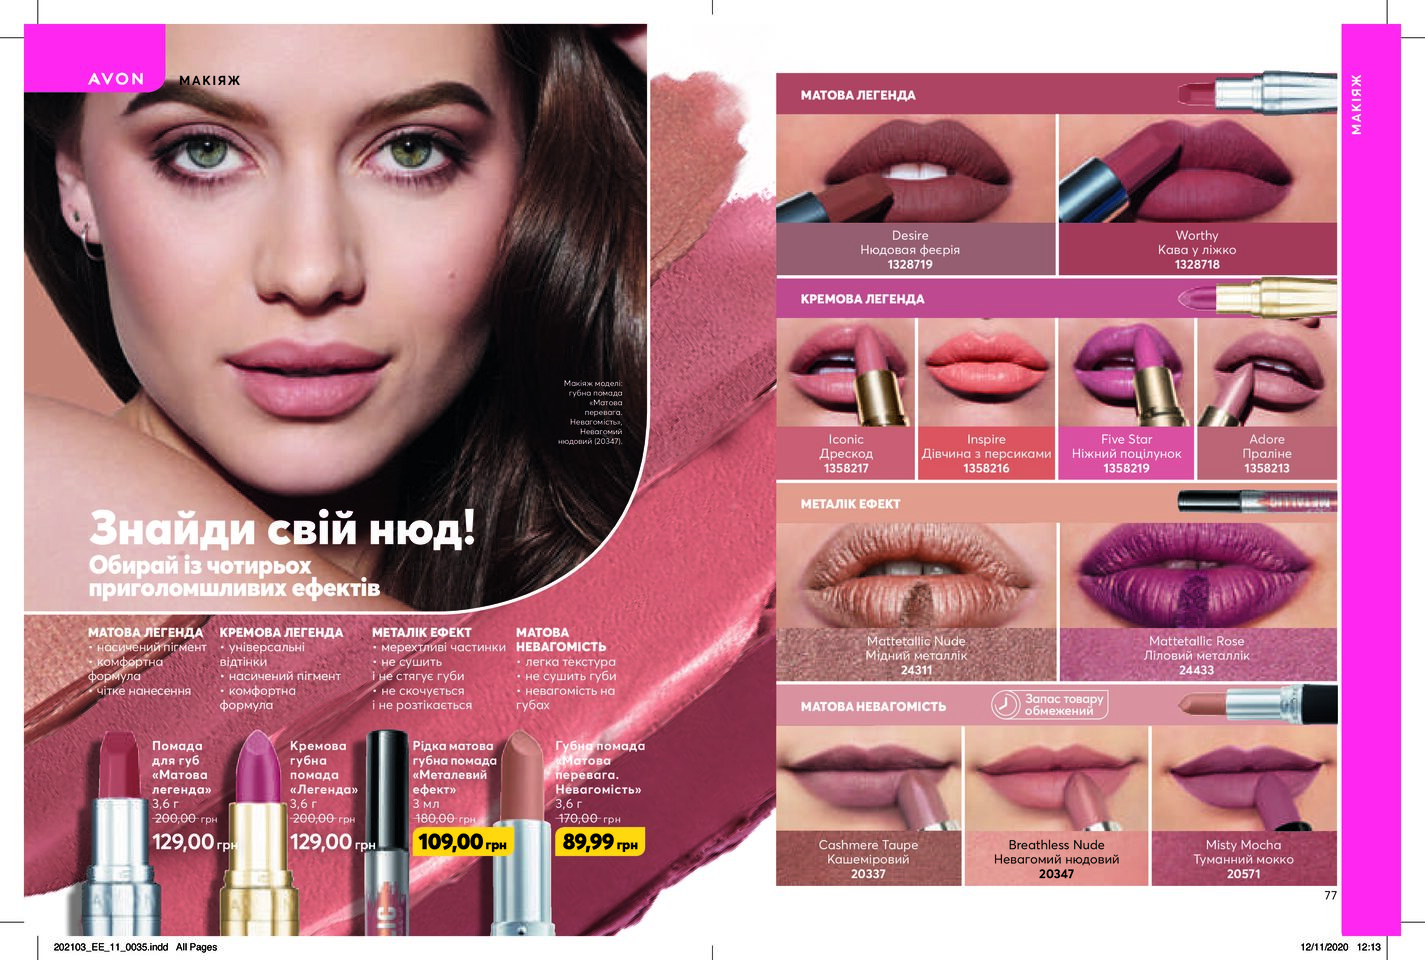 AVON
МАКІЯЖ
Макіяж моделі:
губна помада
«Матова
перевага.
Невагомість»,
Невагомий
нюдовий (20347).
Знайди свій нюд!
Обирай із чотирьох
приголомшливих ефектів
МАТОВА ЛЕГЕНДА
• насичений пігмент
• комфортна
формула
• чітке нанесення
КРЕМОВА ЛЕГЕНДА
• універсальні
відтінки
• насичений пігмент
• комфортна
формула
МЕТАЛІК ЕФЕКТ
• мерехтливі частинки
• не сушить
і не стягує губи
• не скочується
і не розтікається
МАТОВА
НЕВАГОМІСТЬ
• легка текстура
• не сушить губи
• невагомість на
губах
Помада
для губ
«Матова
легенда»
3,6 г
200,00 грн
129,00 грн
Кремова
губна
помада
«Легенда»
3,6 г
200,00 грн
129,00 грн
Рідка матова
губна помада
«Металевий
ефект»
3 мл
180,00 грн
109,00 грн
Губна помада
«Матова
перевага.
Невагомість»
3,6 г
170,00 грн
89,99 грн
МАТОВА ЛЕГЕНДА
Desire
Нюдовая феєрія
1328719
Worthy
Кава у ліжко
1328718
КРЕМОВА ЛЕГЕНДА
Iconic
Дрескод
1358217
Inspire
Дівчина з персиками
1358216
Five Star
Ніжний поцілунок
1358219
Adore
Праліне
1358213
МЕТАЛІК ЕФЕКТ
Mattetallic Nude
Мідний металлік
24311
Mattetallic Rose
Ліловий металлік
24433
МАТОВА НЕВАГОМІСТЬ
Запас товару
обмежений
Cashmere Taupe
Кашеміровий
20337
Breathless Nude
Невагомий нюдовий
20347
Misty Mocha
Туманний мокко
20571
МАКІЯЖ
77
202103_EE_11_0035.indd All Pages
12/11/2020 12:13